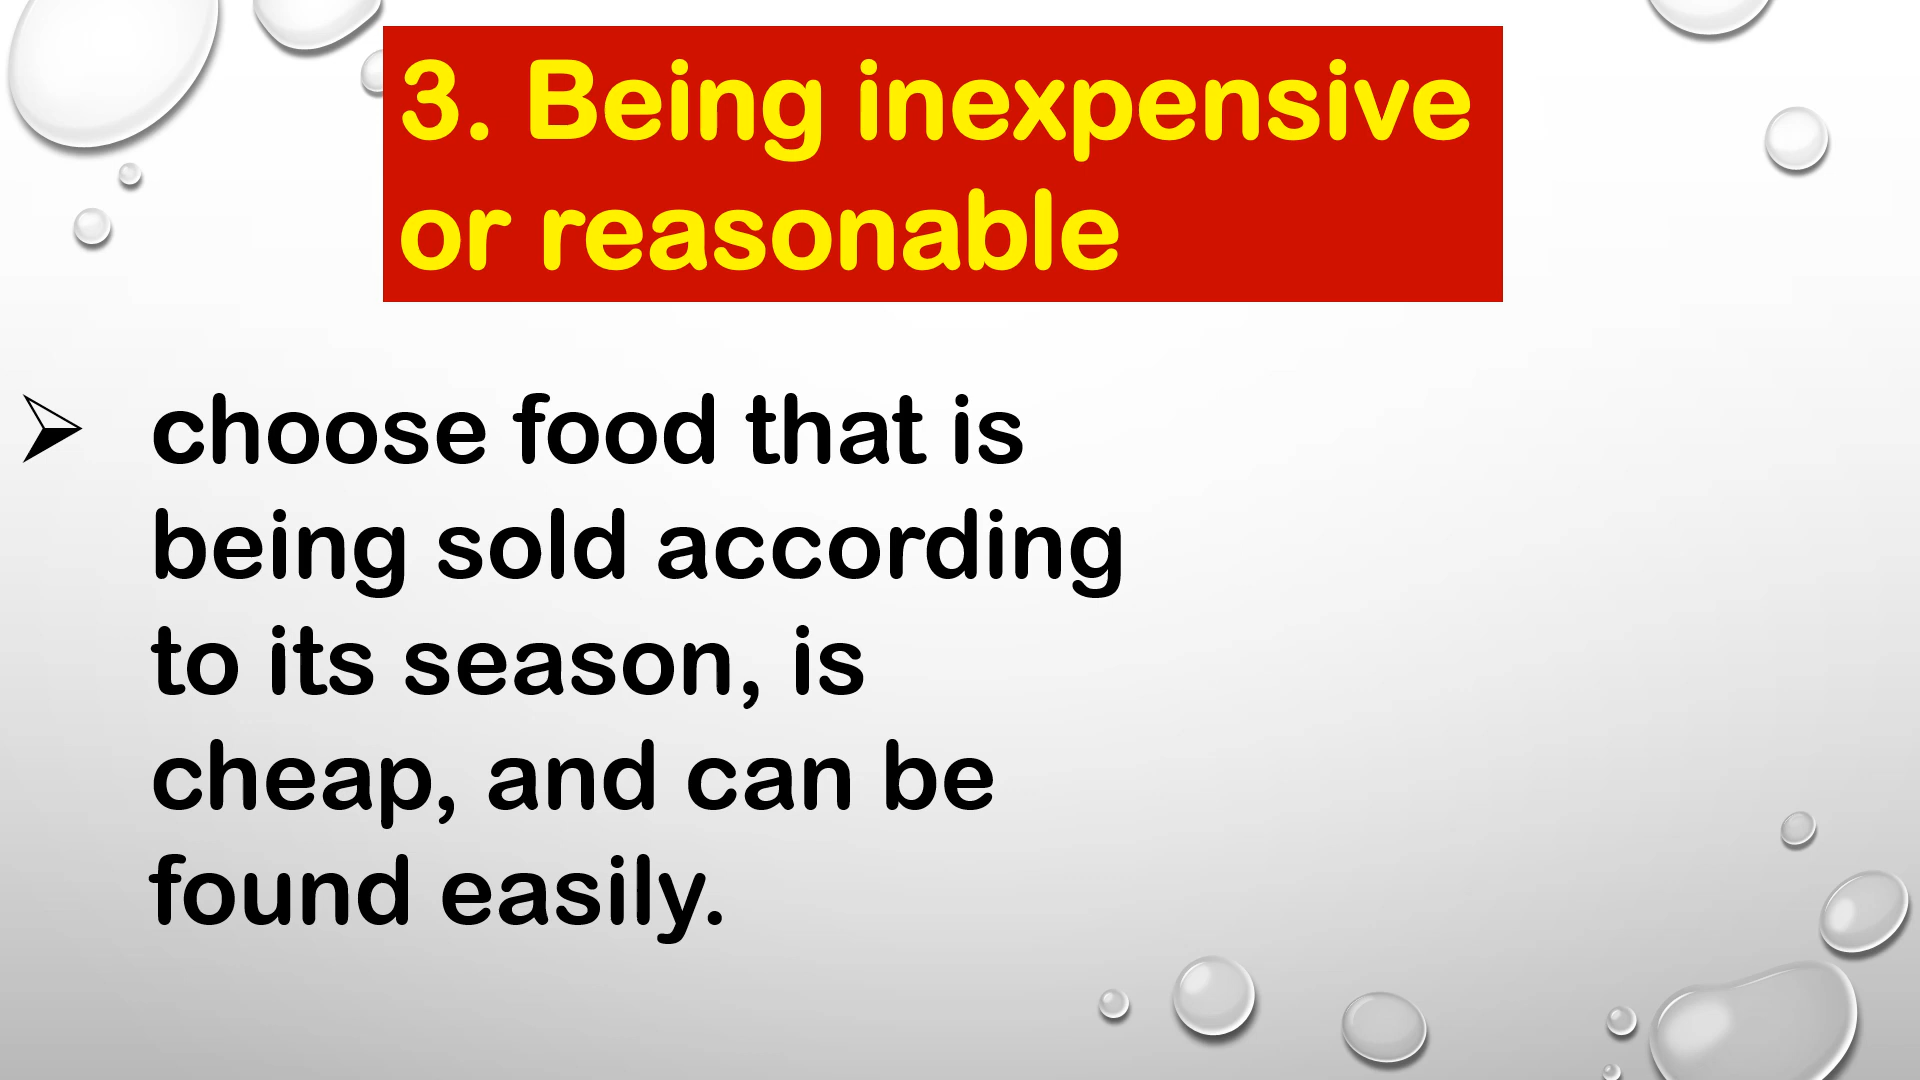 3. Being inexpensive
or reasonable
choose food that is
being sold according
to its season, is
cheap, and can be
found easily.